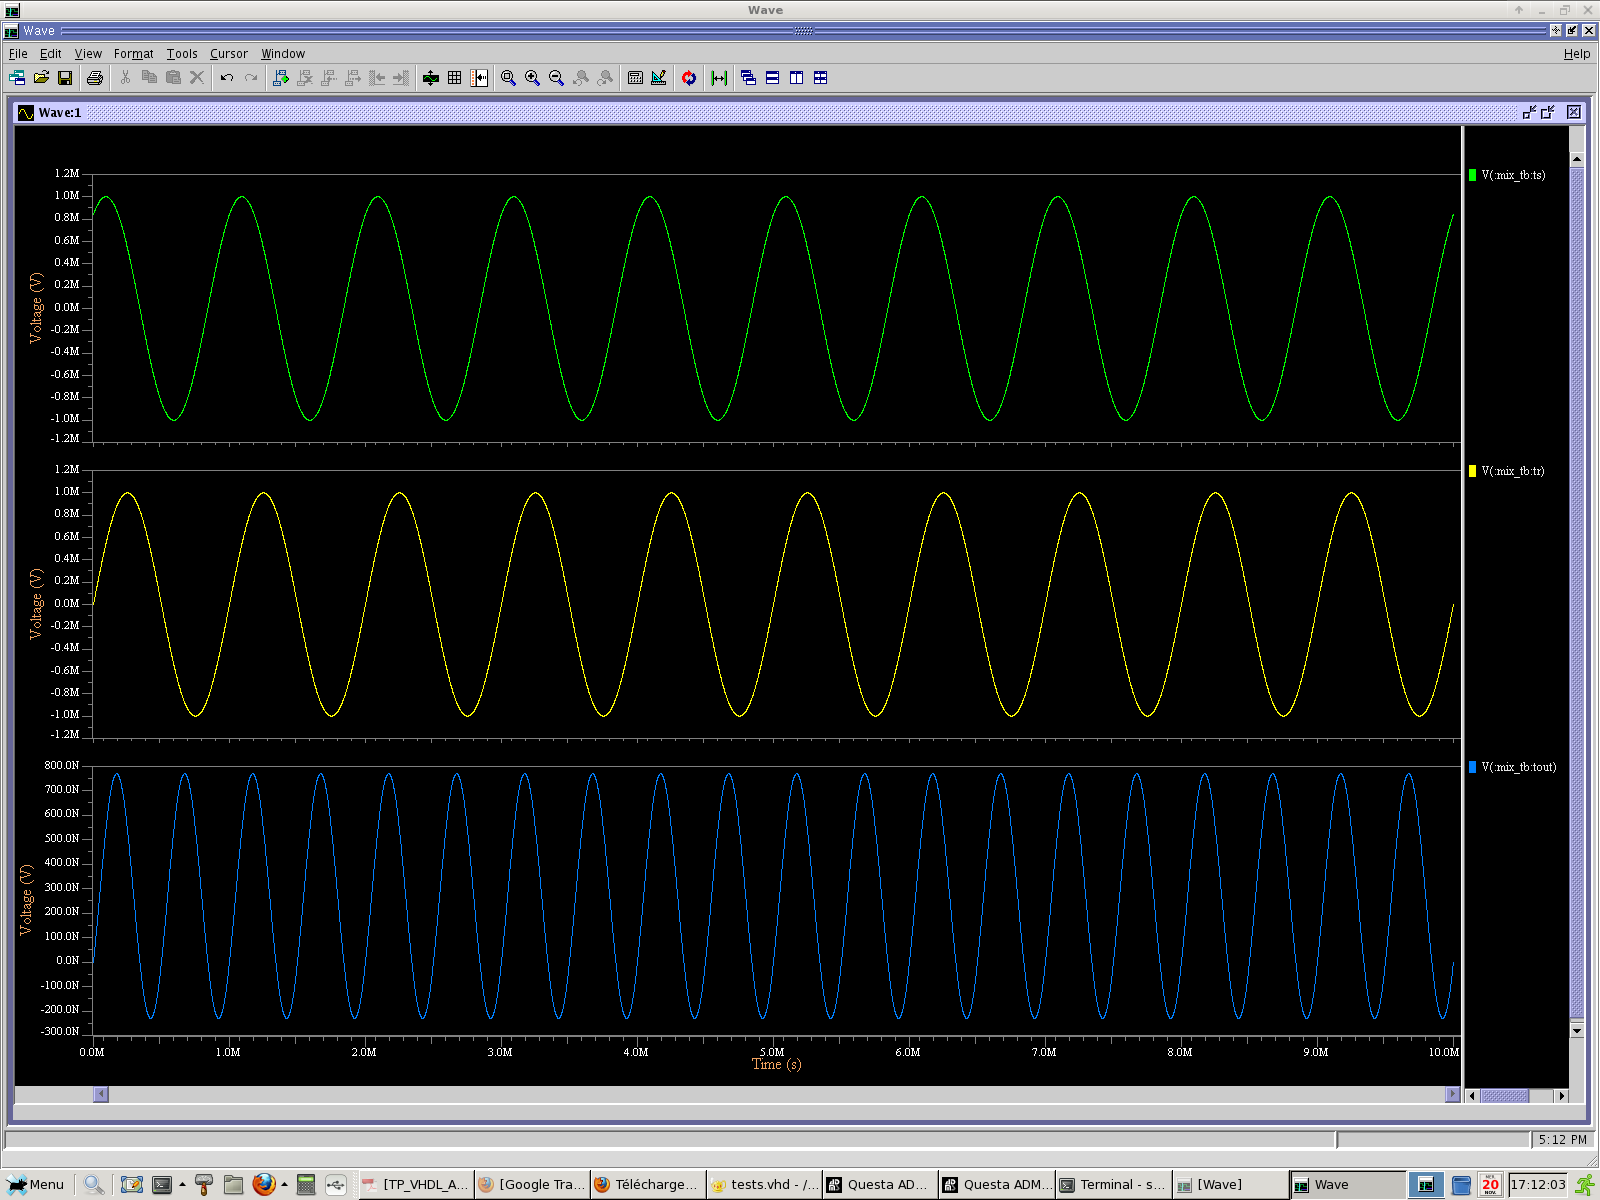 Wave
Wave
File Edit View Format Tools Cursor Window Help
Wave:1
1.2M
1.0M
0.8M
0.6M
0.4M
0.2M
0.0M
-0.2M
-0.4M
-0.6M
-0.8M
-1.0M
-1.2M
Voltage (V)
V(:mix_tb:ts)
1.2M
1.0M
0.8M
0.6M
0.4M
0.2M
0.0M
-0.2M
-0.4M
-0.6M
-0.8M
-1.0M
-1.2M
Voltage (V)
V(:mix_tb:tr)
800.0N
700.0N
600.0N
500.0N
400.0N
300.0N
200.0N
100.0N
0.0N
-100.0N
-200.0N
-300.0N
Voltage (V)
V(:mix_tb:tout)
0.0M 1.0M 2.0M 3.0M 4.0M 5.0M 6.0M 7.0M 8.0M 9.0M 10.0M
Time (s)
5:12 PM
Menu [TP_VHDL_A... [Google Tra... Télécharge... tests.vhd - /... Questa AD... Questa ADM... Terminal - s... [Wave] Wave 20 17:12:03